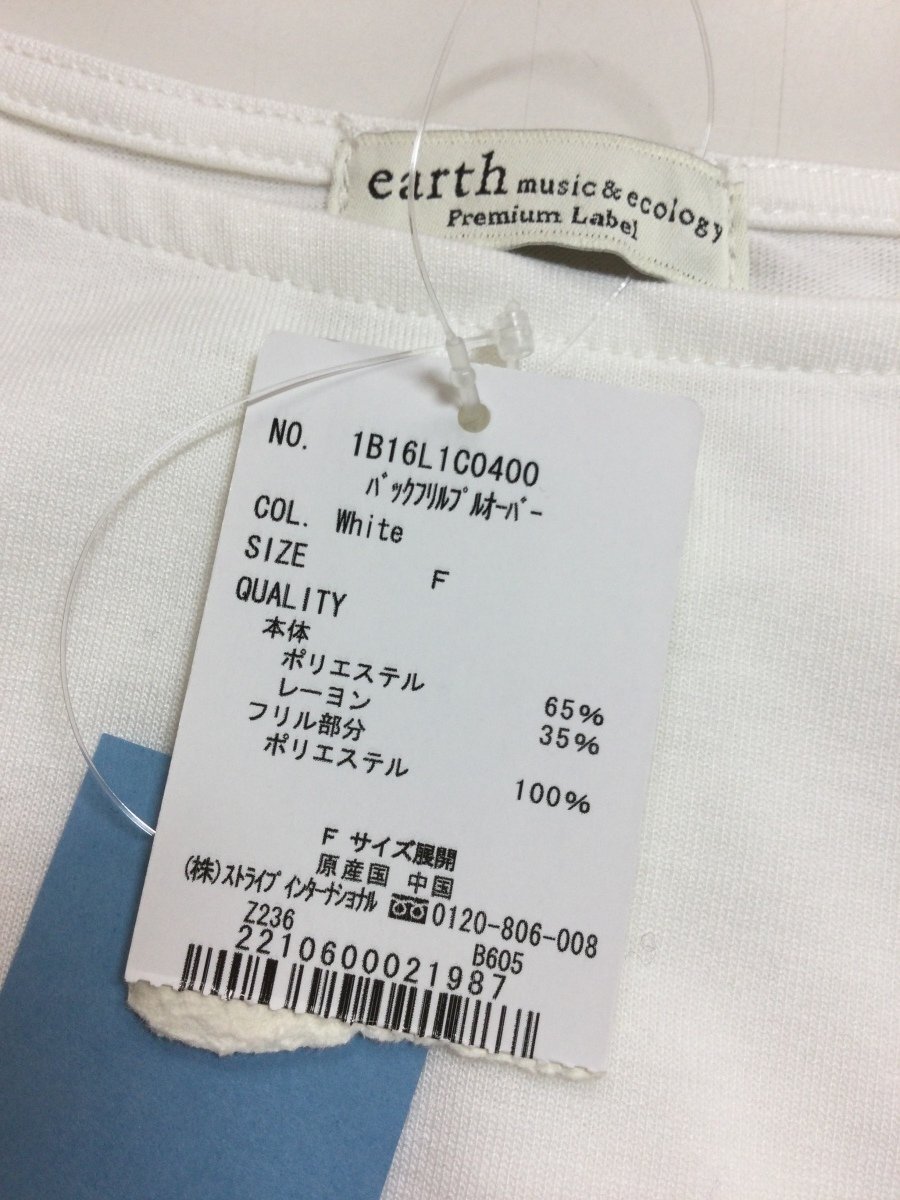 earth music & ecology
Premium Label
NO. 1B16L1C0400
ﾊﾞｯｸﾌﾘﾙﾌﾟﾙｵｰﾊﾞｰ
COL. White
SIZE F
QUALITY
本体
ポリエステル 65%
レーヨン 35%
フリル部分
ポリエステル 100%
F サイズ展開
原産国 中国
(株)ストライプ インターナショナル 0120-806-008
Z236 B605
2210600021987